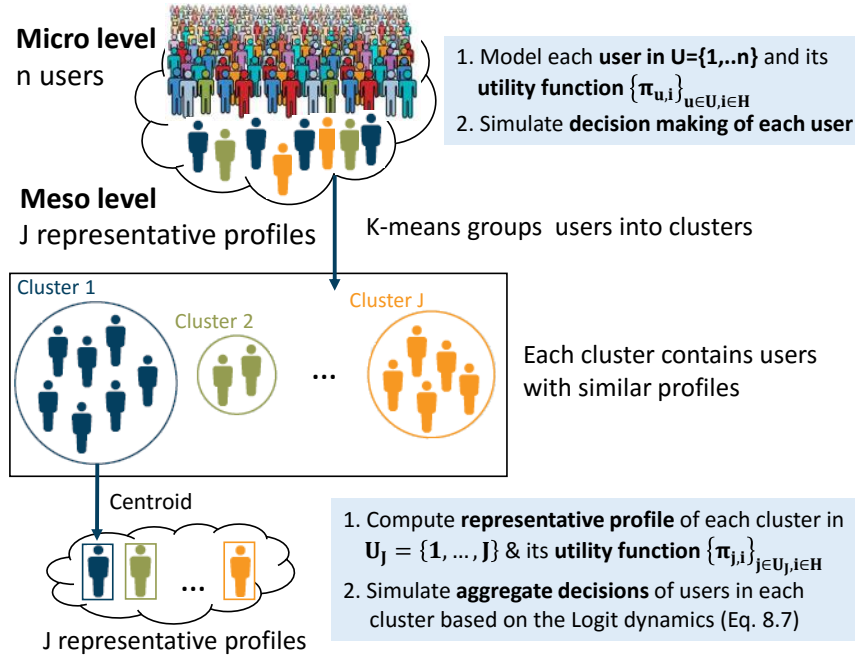 Micro level
n users
1. Model each user in U={1,..n} and its
utility function {π_{u,i}}_{u∈U,i∈H}
2. Simulate decision making of each user
Meso level
J representative profiles
K-means groups users into clusters
Cluster 1
Cluster 2
Cluster J
...
Each cluster contains users
with similar profiles
Centroid
...
J representative profiles
1. Compute representative profile of each cluster in
U_J = {1, ... , J} & its utility function {π_{j,i}}_{j∈U_J,i∈H}
2. Simulate aggregate decisions of users in each
cluster based on the Logit dynamics (Eq. 8.7)